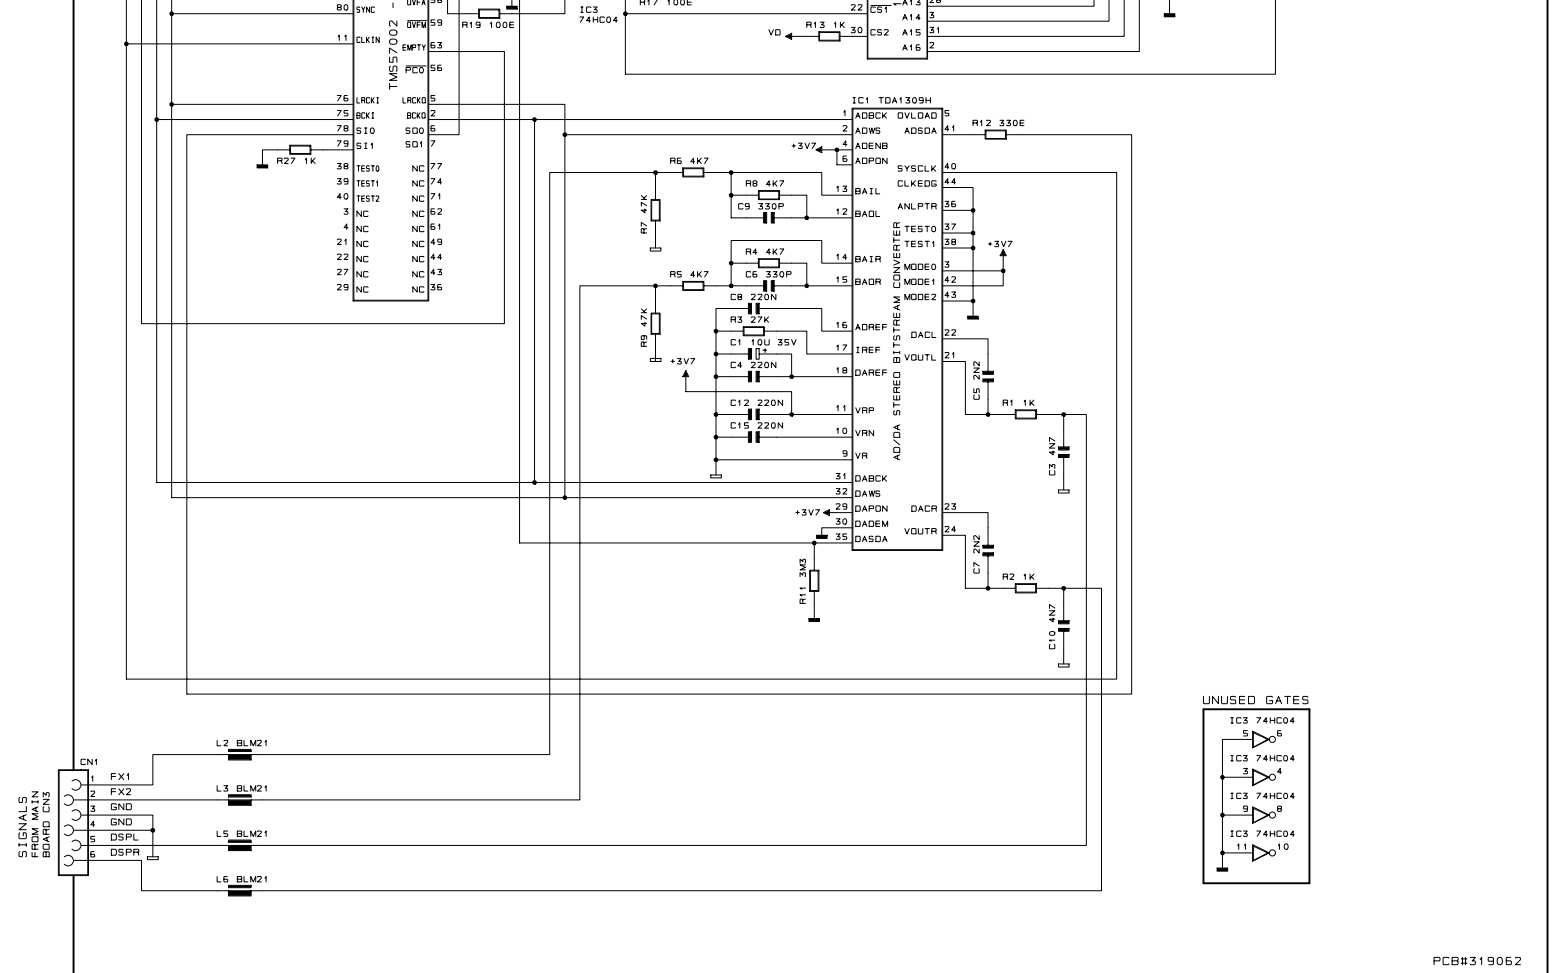 80 SYNC
11 CLKIN
76 LRCKI
75 BCKI
78 SI0
79 SI1
38 TEST0
39 TEST1
40 TEST2
3 NC
4 NC
21 NC
22 NC
27 NC
29 NC
TMS57002
OVFA 58
OVFM 59
EMPTY 63
PC0 56
LRCKO 5
BCKO 2
SO0 6
SO1 7
NC 77
NC 74
NC 71
NC 62
NC 61
NC 49
NC 44
NC 43
NC 36
R27 1K
R19 100E
IC3
74HC04
R17 100E
VD
R13 1K
22 CS1
30 CS2
A13 28
A14 3
A15 31
A16 2
IC1 TDA1309H
AD/DA STEREO BITSTREAM CONVERTER
1 ADBCK
2 ADWS
4 ADENB
6 ADPON
13 BAIL
12 BAOL
14 BAIR
15 BAOR
16 ADREF
17 IREF
18 DAREF
11 VRP
10 VRN
9 VR
31 DABCK
32 DAWS
29 DAPON
30 DADEM
35 DASDA
OVLOAD 5
ADSDA 41
SYSCLK 40
CLKEDG 44
ANLPTR 36
TEST0 37
TEST1 38
MODE0 3
MODE1 42
MODE2 43
DACL 22
VOUTL 21
DACR 23
VOUTR 24
+3V7
R12 330E
R6 4K7
R8 4K7
C9 330P
R7 47K
+3V7
R4 4K7
R5 4K7
C6 330P
C8 220N
R9 47K
R3 27K
C1 10U 35V
+
+3V7
C4 220N
C12 220N
C15 220N
C5 2N2
R1 1K
C3 4N7
+3V7
C7 2N2
R11 3M3
R2 1K
C10 4N7
UNUSED GATES
IC3 74HC04
5 6
IC3 74HC04
3 4
IC3 74HC04
9 8
IC3 74HC04
11 10
L2 BLM21
L3 BLM21
L5 BLM21
L6 BLM21
CN1
1 FX1
2 FX2
3 GND
4 GND
5 DSPL
6 DSPR
SIGNALS
FROM MAIN
BOARD CN3
PCB#319062